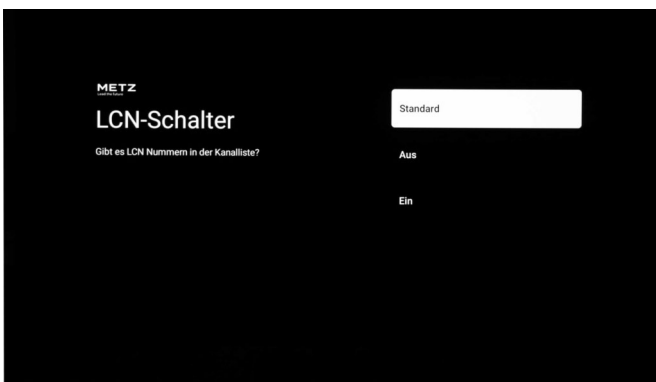 METZ
LCN-Schalter
Gibt es LCN Nummern in der Kanalliste?
Standard
Aus
Ein